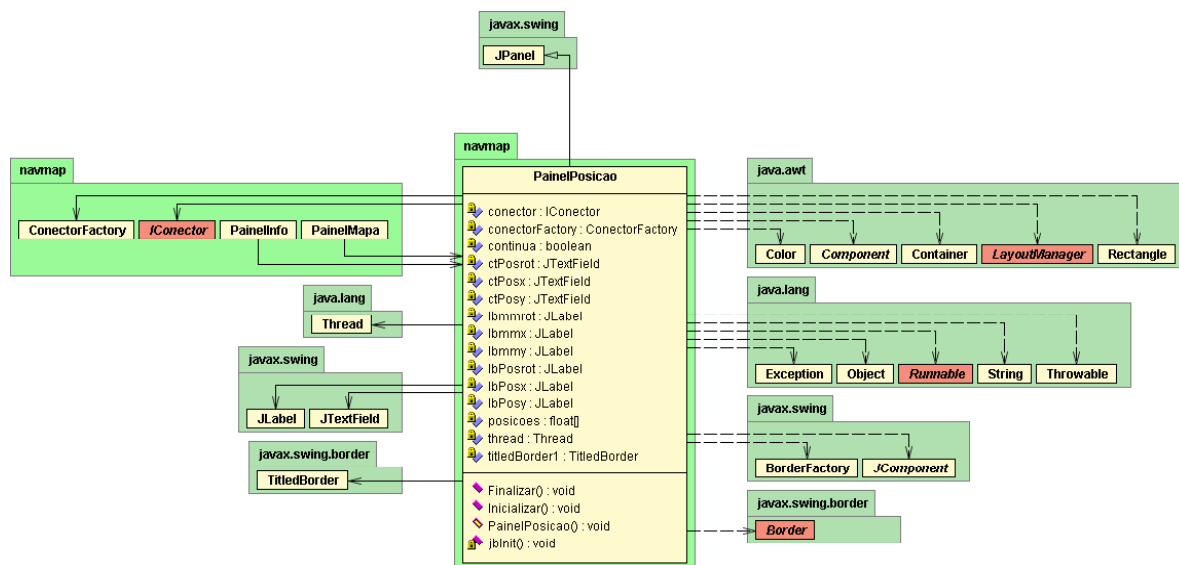 javax.swing
JPanel
navmap
ConectorFactory IConector PainelInfo PainelMapa
java.lang
Thread
javax.swing
JLabel JTextField
javax.swing.border
TitledBorder
navmap
PainelPosicao
conector : IConector
conectorFactory : ConectorFactory
continua : boolean
ctPosrot : JTextField
ctPosx : JTextField
ctPosy : JTextField
lbmmrot : JLabel
lbmmx : JLabel
lbmmy : JLabel
lbPosrot : JLabel
lbPosx : JLabel
lbPosy : JLabel
posicoes : float[]
thread : Thread
titledBorder1 : TitledBorder
Finalizar() : void
Inicializar() : void
PainelPosicao() : void
jbInit() : void
java.awt
Color Component Container LayoutManager Rectangle
java.lang
Exception Object Runnable String Throwable
javax.swing
BorderFactory JComponent
javax.swing.border
Border